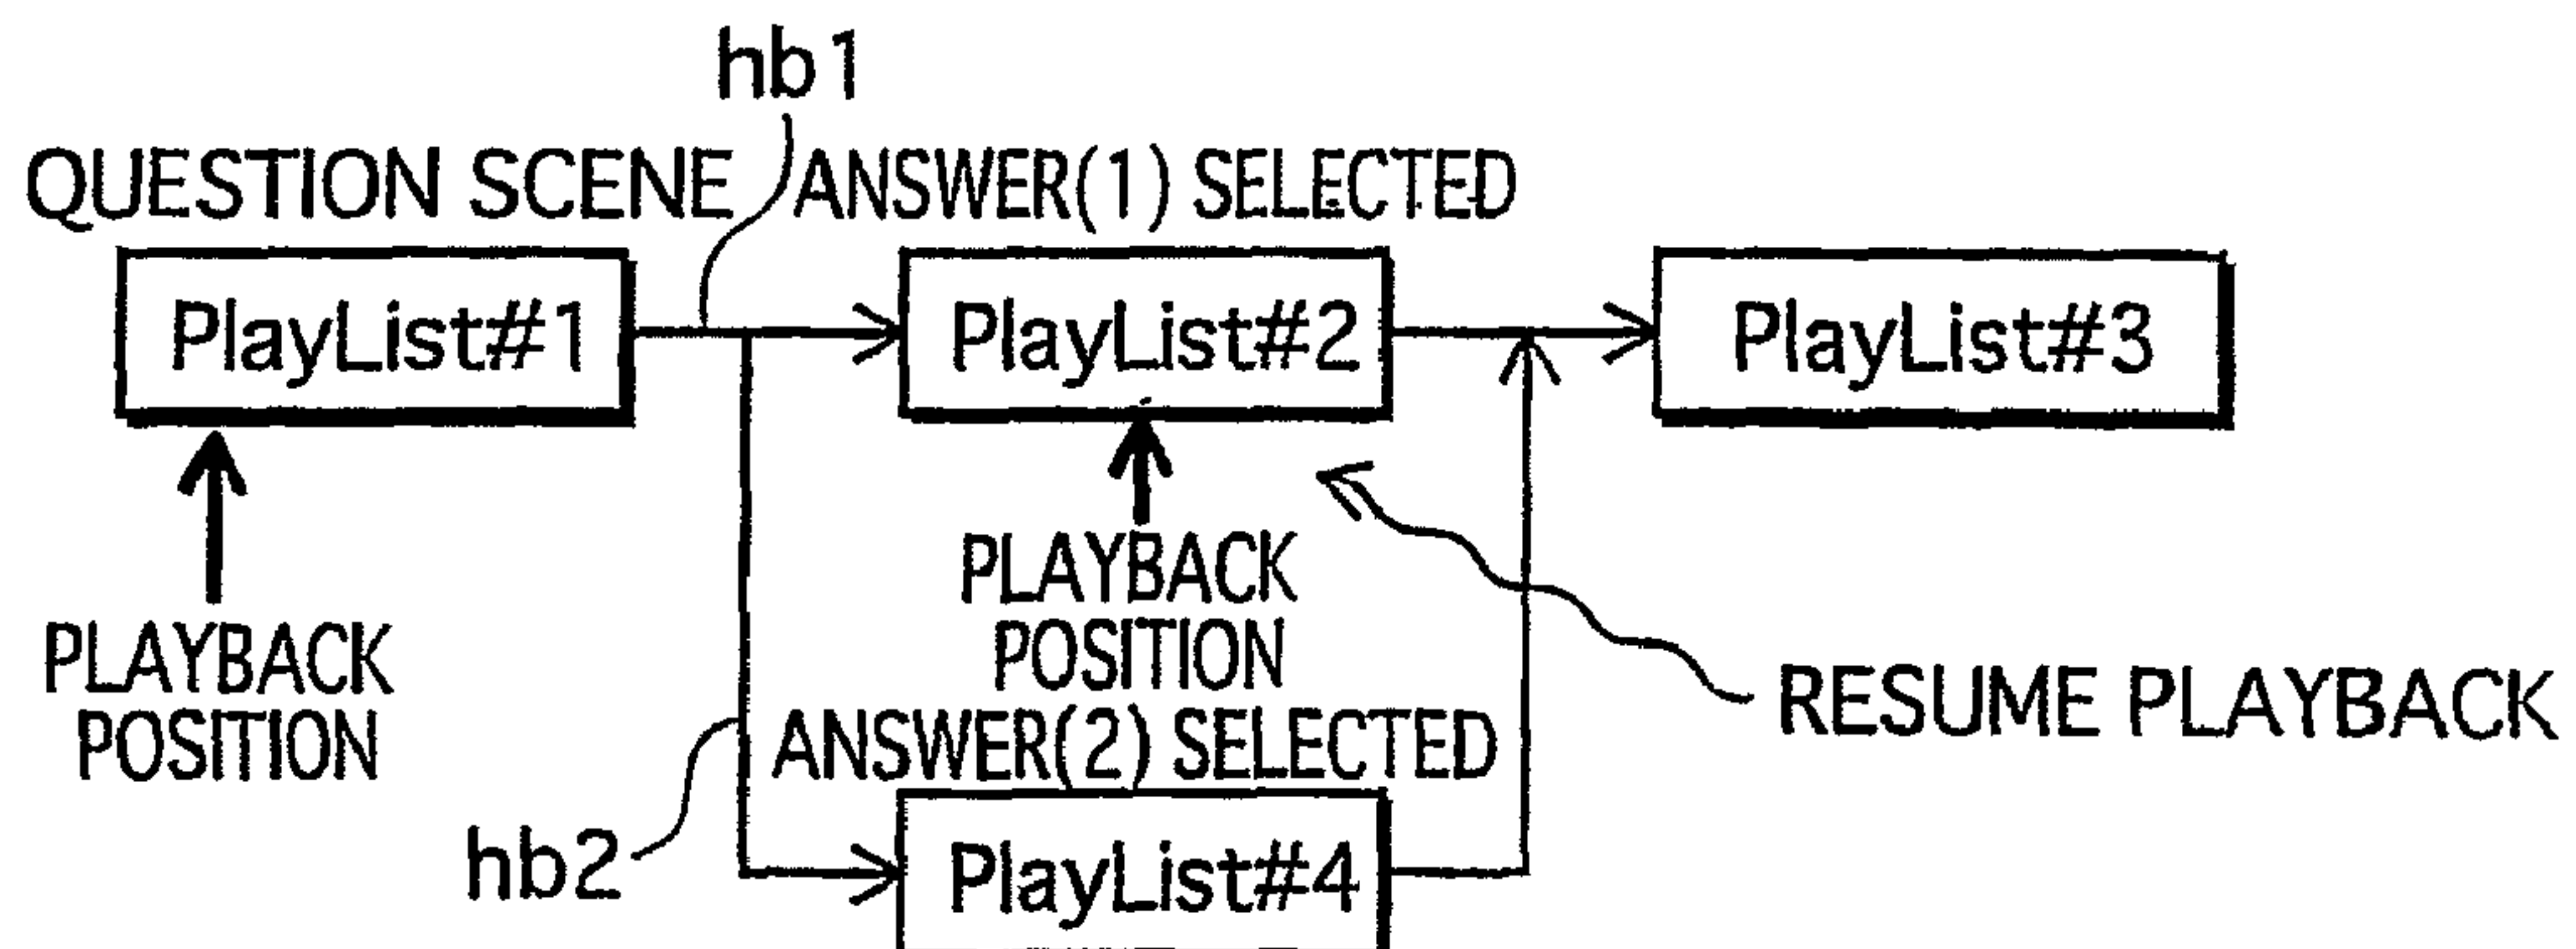 hb1
QUESTION SCENE
ANSWER(1) SELECTED
PlayList#1
PlayList#2
PlayList#3
PLAYBACK
POSITION
PLAYBACK
POSITION
RESUME PLAYBACK
ANSWER(2) SELECTED
hb2
PlayList#4